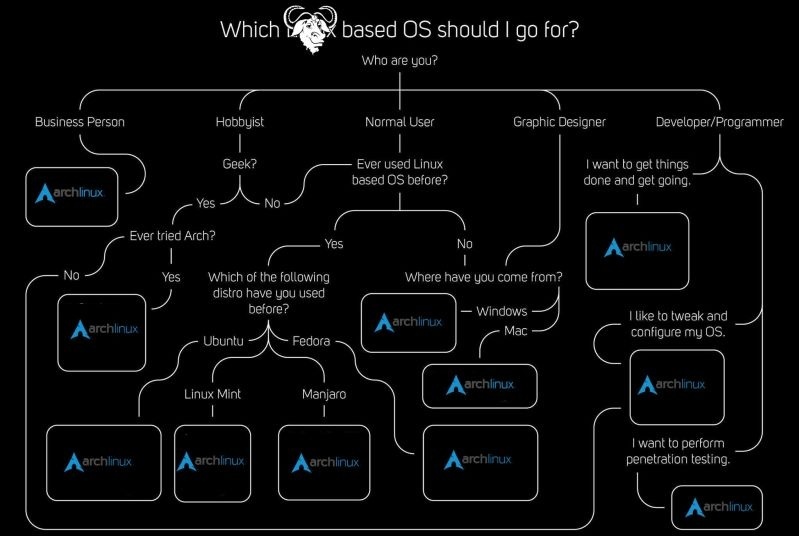 Which based OS should I go for?
Who are you?
Business Person
Hobbyist
Normal User
Graphic Designer
Developer/Programmer
Geek?
Ever used Linux
based OS before?
I want to get things
done and get going.
archlinux
Yes
No
Ever tried Arch?
archlinux
Yes
No
No
Yes
Which of the following
distro have you used
before?
Where have you come from?
archlinux
archlinux
Windows
Mac
I like to tweak and
configure my OS.
Ubuntu
Fedora
Linux Mint
Manjaro
archlinux
archlinux
I want to perform
penetration testing.
archlinux
archlinux
archlinux
archlinux
archlinux